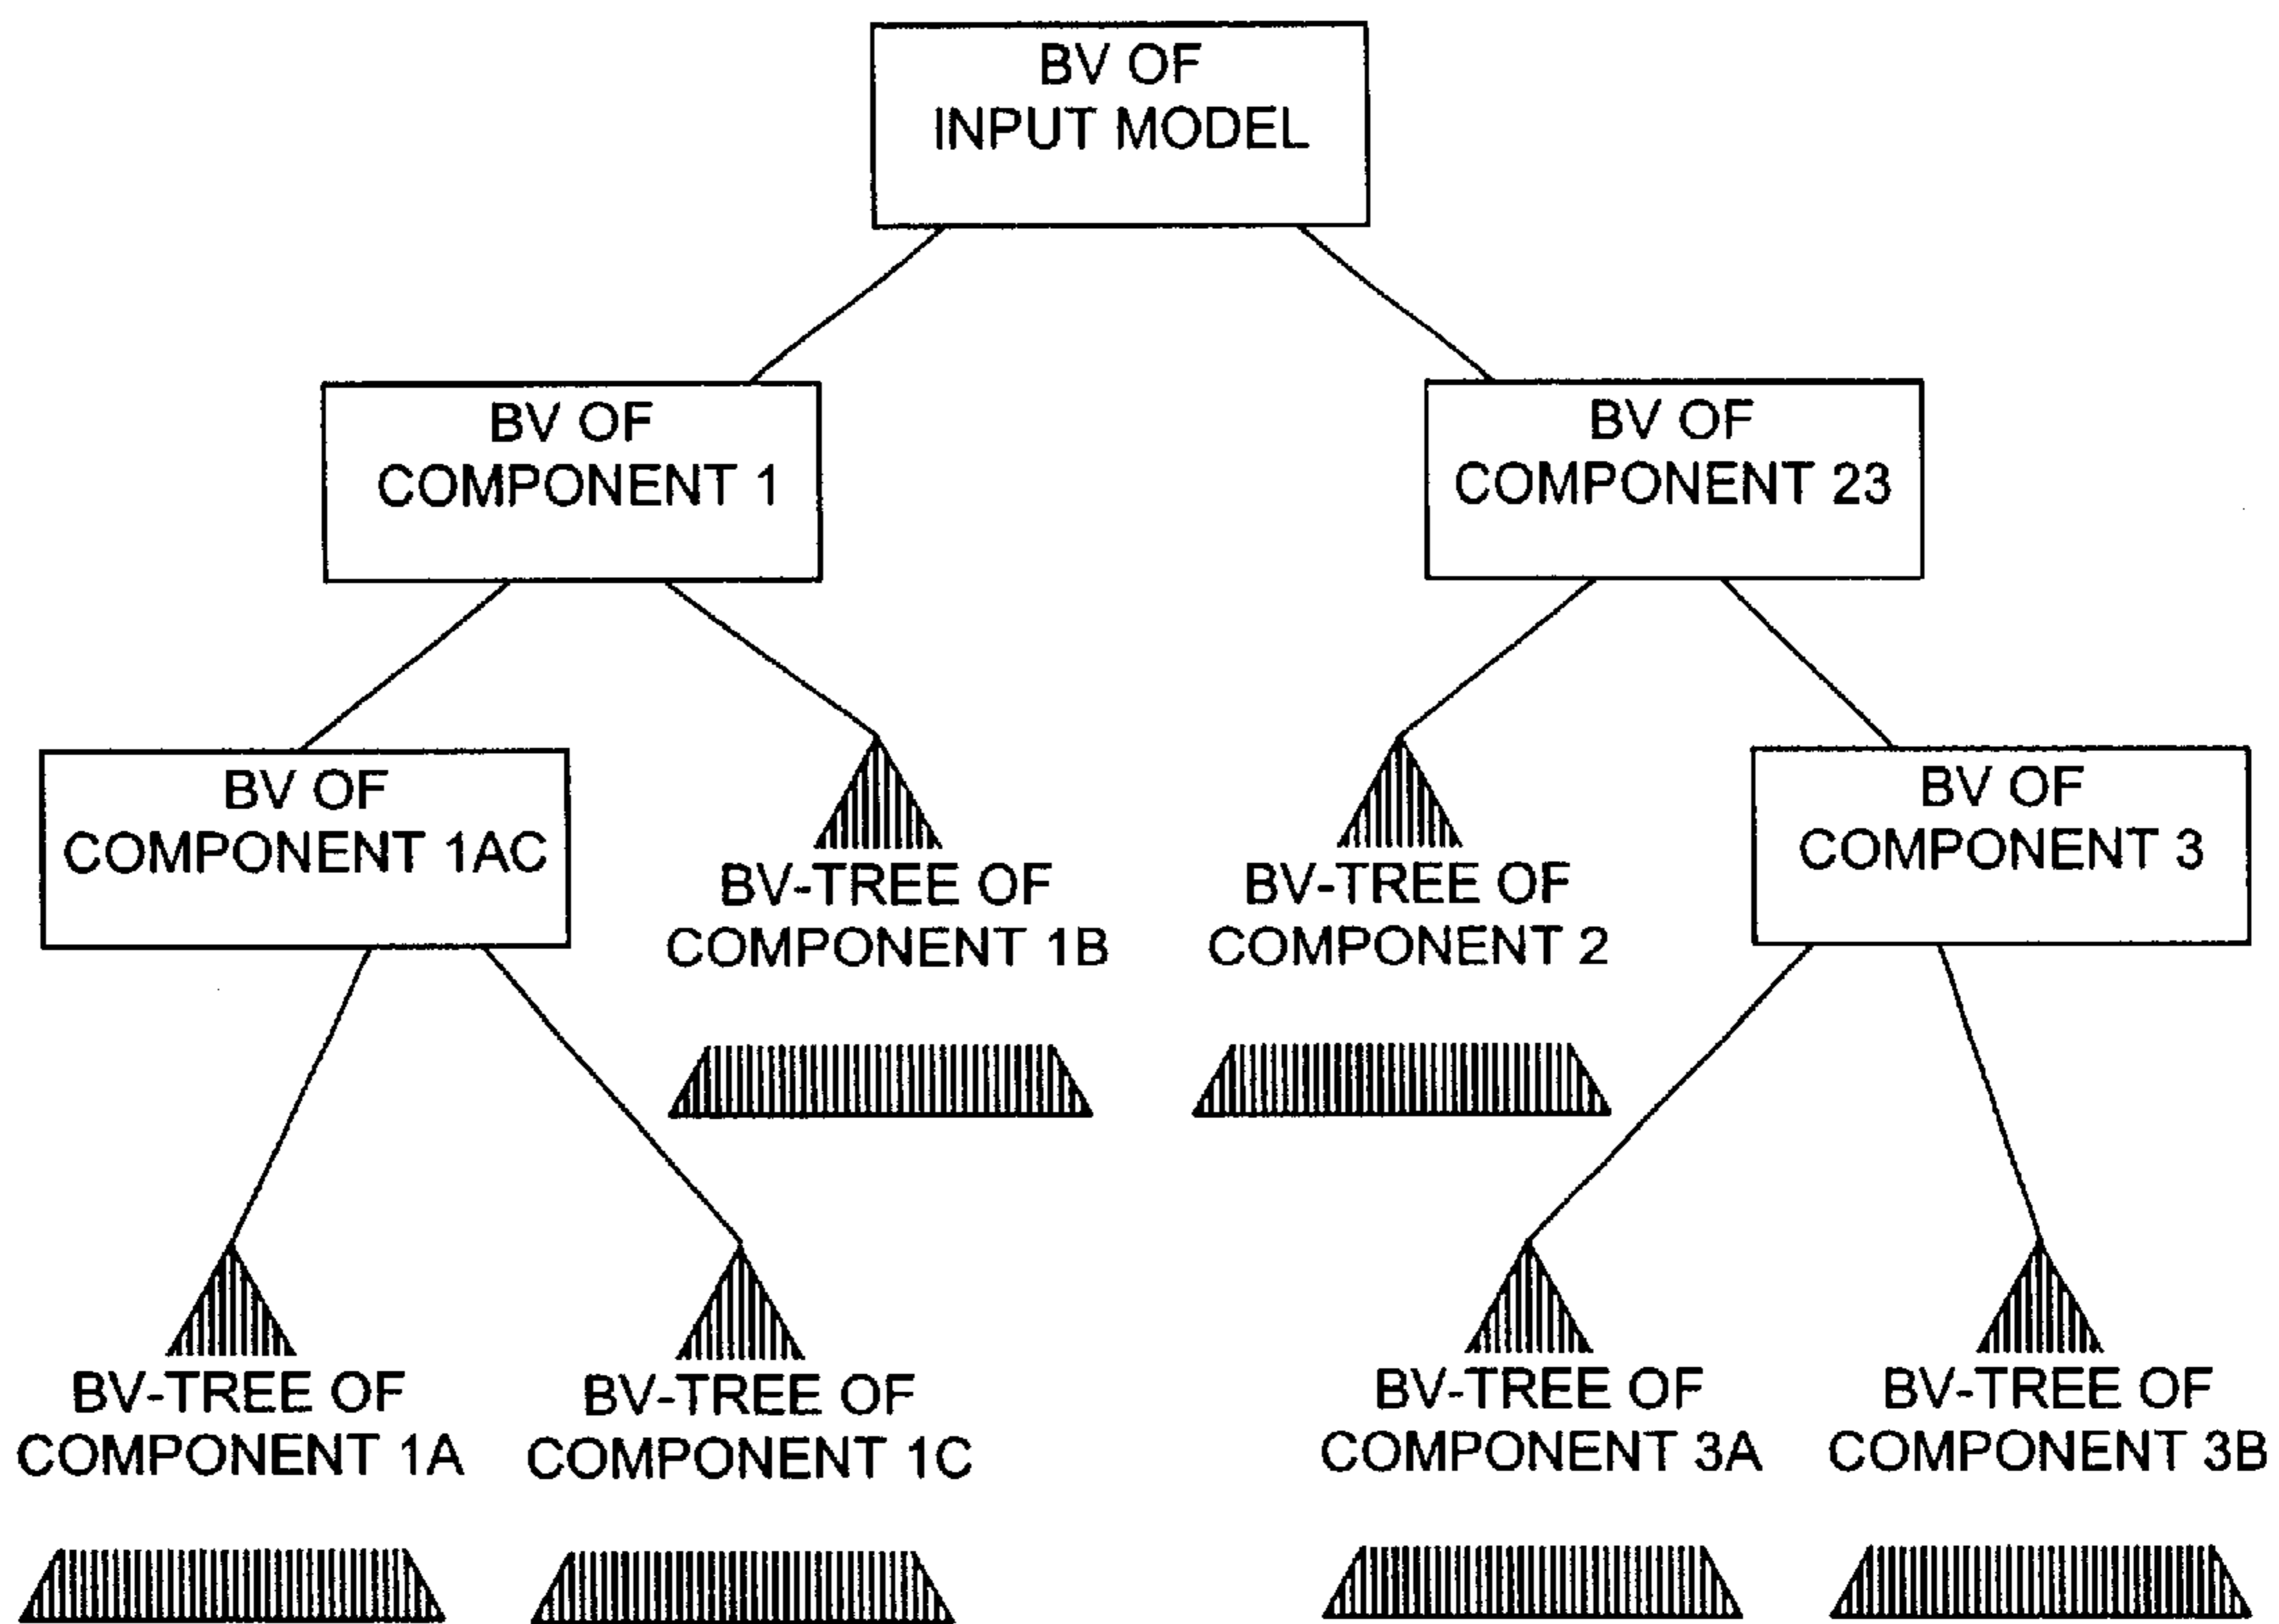 BV OF
INPUT MODEL
BV OF
COMPONENT 1
BV OF
COMPONENT 23
BV OF
COMPONENT 1AC
BV-TREE OF
COMPONENT 1B
BV-TREE OF
COMPONENT 2
BV OF
COMPONENT 3
BV-TREE OF
COMPONENT 1A
BV-TREE OF
COMPONENT 1C
BV-TREE OF
COMPONENT 3A
BV-TREE OF
COMPONENT 3B